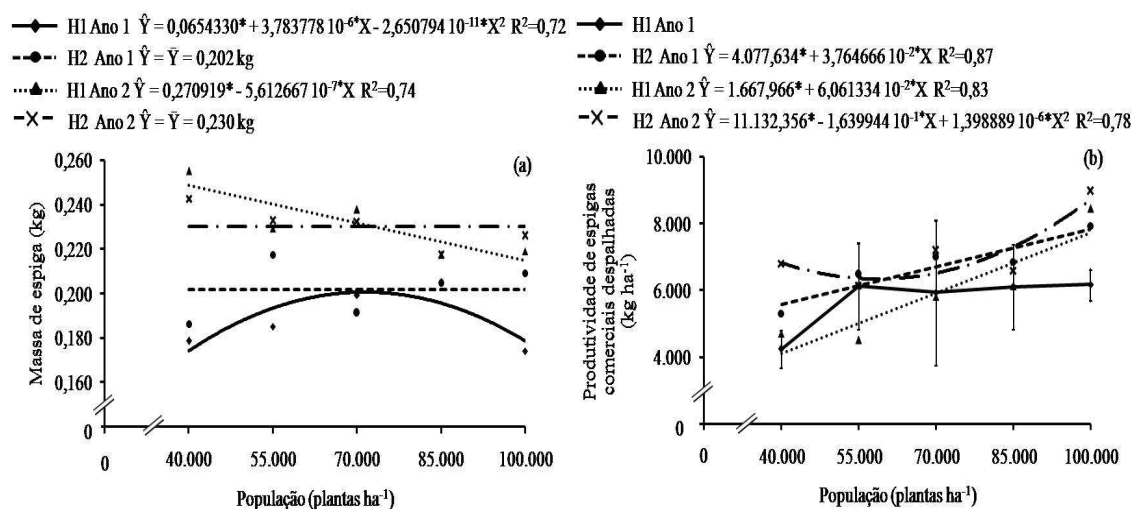 H1 Ano 1 Ŷ = 0,0654330* + 3,783778 10⁻⁶*X - 2,650794 10⁻¹¹*X² R²=0,72
H2 Ano 1 Ŷ = Ȳ = 0,202 kg
H1 Ano 2 Ŷ = 0,270919* - 5,612667 10⁻⁷*X R²=0,74
H2 Ano 2 Ŷ = Ȳ = 0,230 kg
(a)
Massa de espiga (kg)
0,260
0,240
0,220
0,200
0,180
0,160
0
0
40.000
55.000
70.000
85.000
100.000
População (plantas ha⁻¹)
H1 Ano 1
H2 Ano 1 Ŷ = 4.077,634* + 3,764666 10⁻²*X R²=0,87
H1 Ano 2 Ŷ = 1.667,966* + 6,061334 10⁻²*X R²=0,83
H2 Ano 2 Ŷ = 11.132,356* - 1,639944 10⁻¹*X + 1,398889 10⁻⁶*X² R²=0,78
(b)
Produtividade de espigas
comerciais despalhadas
(kg ha⁻¹)
10.000
8.000
6.000
4.000
0
0
40.000
55.000
70.000
85.000
100.000
População (plantas ha⁻¹)